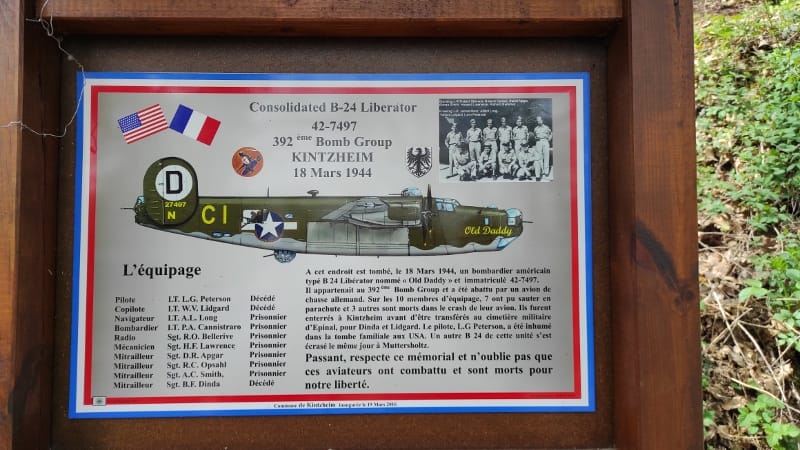 Consolidated B-24 Liberator
42-7497
392 ème Bomb Group
KINTZHEIM
18 Mars 1944
D
27497
N
CI
Old Daddy
L'équipage
Pilote LT. L.G. Peterson Décédé
Copilote LT. W.V. Lidgard Décédé
Navigateur LT. A.L. Long Prisonnier
Bombardier LT. P.A. Cannistraro Prisonnier
Radio Sgt. R.O. Bellerive Prisonnier
Mécanicien Sgt. H.F. Lawrence Prisonnier
Mitrailleur Sgt. D.R. Apgar Prisonnier
Mitrailleur Sgt. R.C. Opsahl Prisonnier
Mitrailleur Sgt. A.C. Smith, Prisonnier
Mitrailleur Sgt. B.F. Dinda Décédé
A cet endroit est tombé, le 18 Mars 1944, un bombardier américain
typé B 24 Libérator nommé « Old Daddy » et immatriculé 42-7497.
Il appartenait au 392ème Bomb Group et a été abattu par un avion de
chasse allemand. Sur les 10 membres d'équipage, 7 ont pu sauter en
parachute et 3 autres sont morts dans le crash de leur avion. Ils furent
enterrés à Kintzheim avant d'être transférés au cimetière militaire
d'Epinal, pour Dinda et Lidgard. Le pilote, L.G Peterson, a été inhumé
dans la tombe familiale aux USA. Un autre B 24 de cette unité s'est
écrasé le même jour à Muttersholtz.
Passant, respecte ce mémorial et n'oublie pas que
ces aviateurs ont combattu et sont morts pour
notre liberté.
Commune de Kintzheim inaugurée le 19 Mars 2016